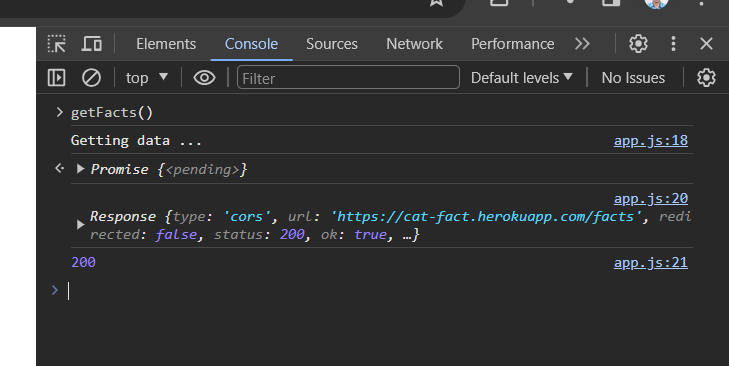 Elements Console Sources Network Performance
top Filter Default levels No Issues
getFacts()
Getting data ... app.js:18
Promise {<pending>}
app.js:20
Response {type: 'cors', url: 'https://cat-fact.herokuapp.com/facts', redi
rected: false, status: 200, ok: true, …}
200 app.js:21